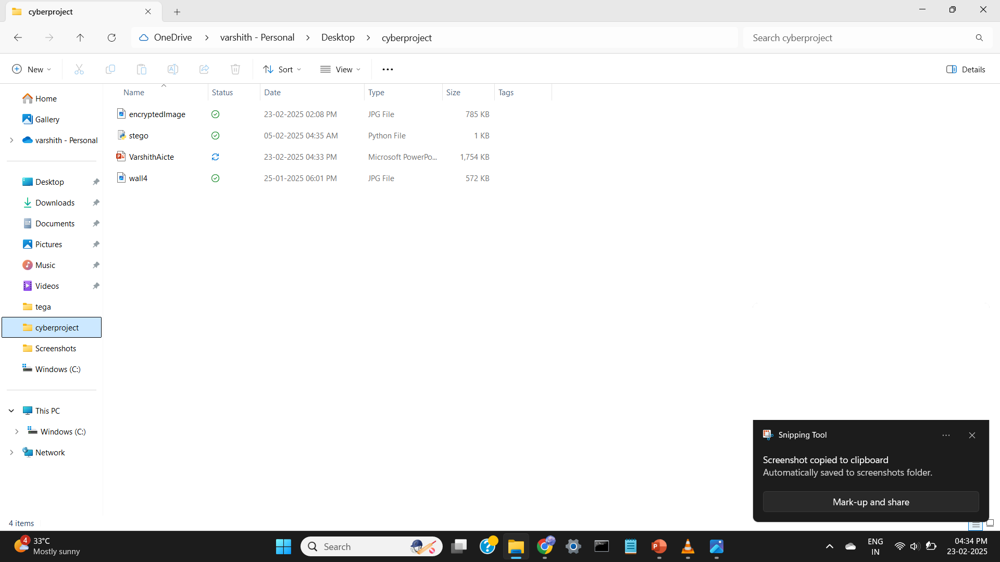 cyberproject
OneDrive > varshith - Personal > Desktop > cyberproject
Search cyberproject
New
Sort
View
Details
Name Status Date Type Size Tags
encryptedImage 23-02-2025 02:08 PM JPG File 785 KB
stego 05-02-2025 04:35 AM Python File 1 KB
VarshithAicte 23-02-2025 04:33 PM Microsoft PowerPo... 1,754 KB
wall4 25-01-2025 06:01 PM JPG File 572 KB
Home
Gallery
varshith - Personal
Desktop
Downloads
Documents
Pictures
Music
Videos
tega
cyberproject
Screenshots
Windows (C:)
This PC
Windows (C:)
Network
4 items
Snipping Tool
Screenshot copied to clipboard
Automatically saved to screenshots folder.
Mark-up and share
4
33°C
Mostly sunny
Search
ENG
IN
04:34 PM
23-02-2025